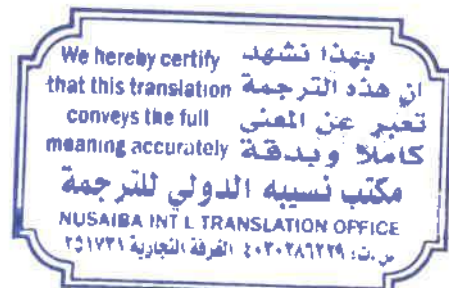 We hereby certify بهذا نشهد
that this translation ان هذه الترجمة
conveys the full تعبر عن المعنى
meaning accurately كاملا وبدقة
مكتب نسيبه الدولي للترجمة
NUSAIBA INT L TRANSLATION OFFICE
س.ت: ٤٠٣٠٢٨٦٢٢٩ الغرفة التجارية ٢٥١٧٣١